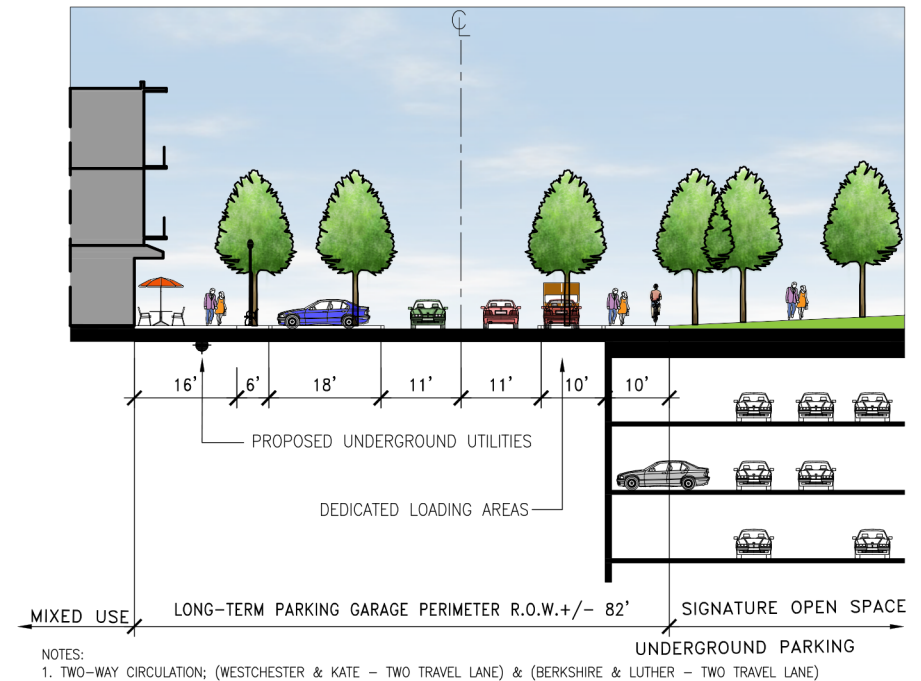 ℄
16' 6' 18' 11' 11' 10' 10'
PROPOSED UNDERGROUND UTILITIES
DEDICATED LOADING AREAS
MIXED USE LONG-TERM PARKING GARAGE PERIMETER R.O.W.+/- 82' SIGNATURE OPEN SPACE
UNDERGROUND PARKING
NOTES:
1. TWO-WAY CIRCULATION; (WESTCHESTER & KATE - TWO TRAVEL LANE) & (BERKSHIRE & LUTHER - TWO TRAVEL LANE)